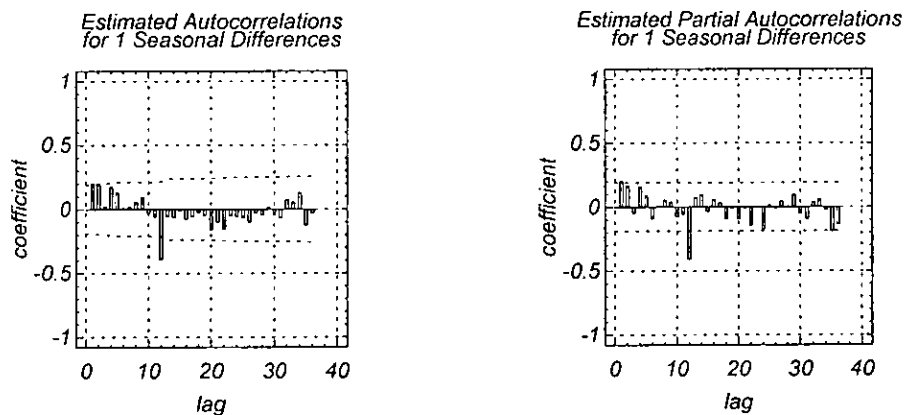 Estimated Autocorrelations
for 1 Seasonal Differences
1
0.5
0
-0.5
-1
coefficient
0 10 20 30 40
lag
Estimated Partial Autocorrelations
for 1 Seasonal Differences
1
0.5
0
-0.5
-1
coefficient
0 10 20 30 40
lag